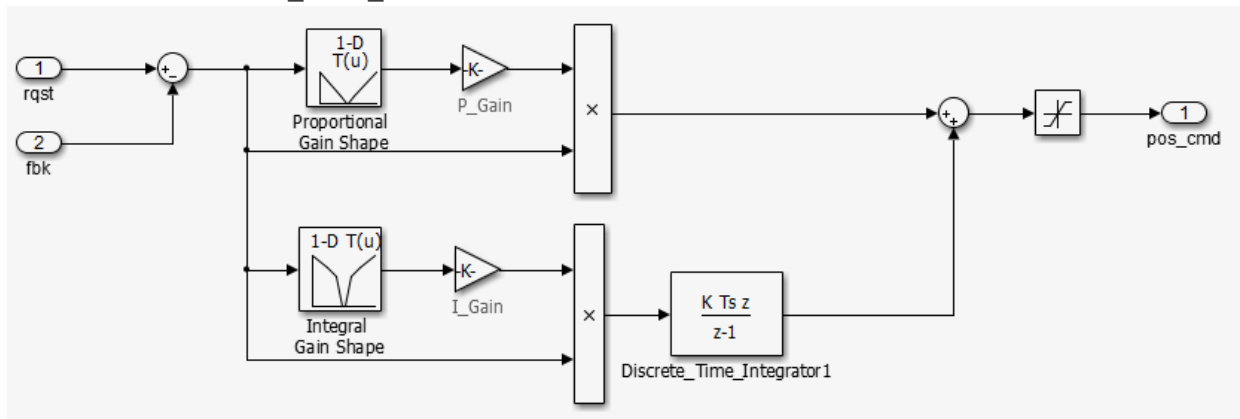 1
rqst
2
fbk
+
-
1-D
T(u)
Proportional
Gain Shape
-K-
P_Gain
×
1-D T(u)
Integral
Gain Shape
-K-
I_Gain
×
K Ts z
z-1
Discrete_Time_Integrator1
+
+
1
pos_cmd